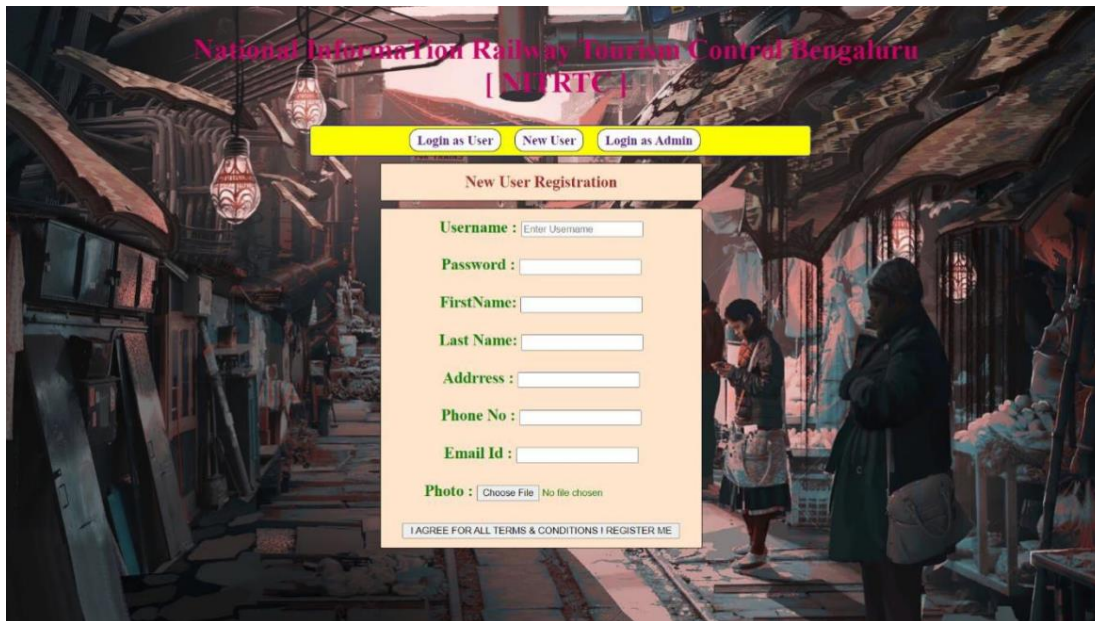 National InformaTion Railway Tourism Control Bengaluru
[ NITRTC ]
Login as User New User Login as Admin
New User Registration
Username : Enter Username
Password :
FirstName:
Last Name:
Addrress :
Phone No :
Email Id :
Photo : Choose File No file chosen
I AGREE FOR ALL TERMS & CONDITIONS ! REGISTER ME